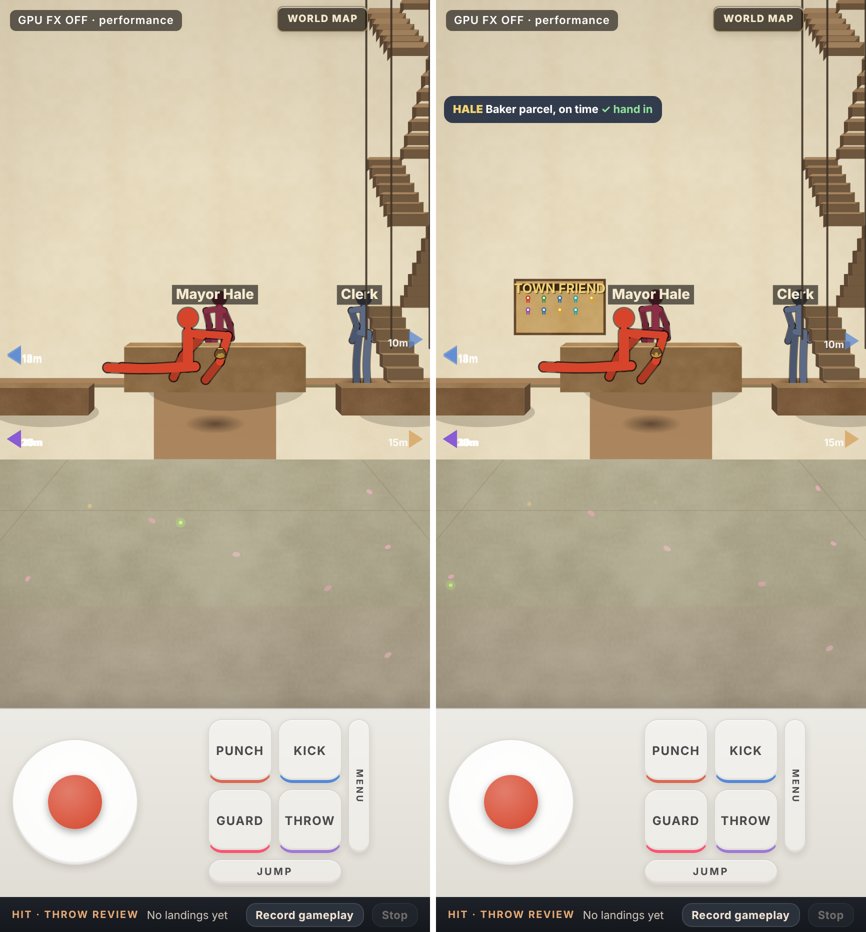 GPU FX OFF · performance
WORLD MAP
Mayor Hale
Clerk
10m
18m
15m
PUNCH
KICK
GUARD
THROW
MENU
JUMP
HIT · THROW REVIEW No landings yet
Record gameplay
Stop
GPU FX OFF · performance
WORLD MAP
HALE Baker parcel, on time ✓ hand in
TOWN FRIEND
Mayor Hale
Clerk
10m
18m
15m
PUNCH
KICK
GUARD
THROW
MENU
JUMP
HIT · THROW REVIEW No landings yet
Record gameplay
Stop